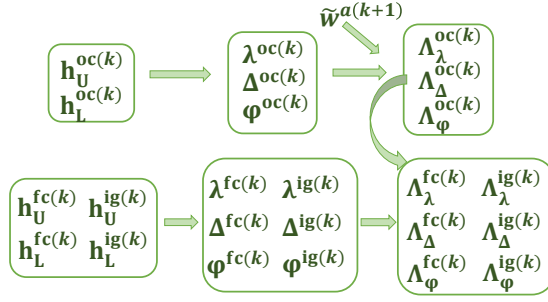 w̃^{a(k+1)}
h_U^{oc(k)}
h_L^{oc(k)}
λ^{oc(k)}
Δ^{oc(k)}
φ^{oc(k)}
Λ_λ^{oc(k)}
Λ_Δ^{oc(k)}
Λ_φ^{oc(k)}
h_U^{fc(k)} h_U^{ig(k)}
h_L^{fc(k)} h_L^{ig(k)}
λ^{fc(k)} λ^{ig(k)}
Δ^{fc(k)} Δ^{ig(k)}
φ^{fc(k)} φ^{ig(k)}
Λ_λ^{fc(k)} Λ_λ^{ig(k)}
Λ_Δ^{fc(k)} Λ_Δ^{ig(k)}
Λ_φ^{fc(k)} Λ_φ^{ig(k)}